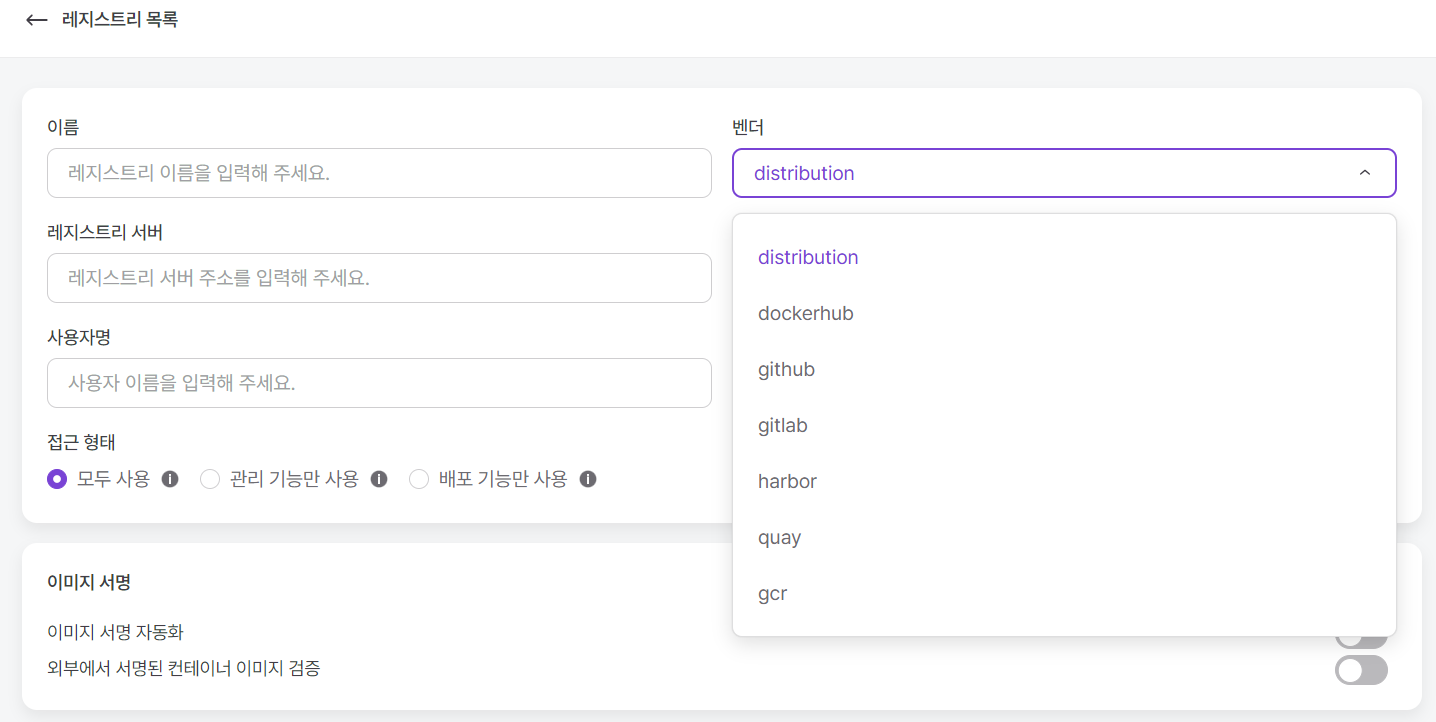 레지스트리 목록
이름
레지스트리 이름을 입력해 주세요.
벤더
distribution
레지스트리 서버
레지스트리 서버 주소를 입력해 주세요.
사용자명
사용자 이름을 입력해 주세요.
접근 형태
모두 사용
관리 기능만 사용
배포 기능만 사용
distribution
dockerhub
github
gitlab
harbor
quay
gcr
이미지 서명
이미지 서명 자동화
외부에서 서명된 컨테이너 이미지 검증